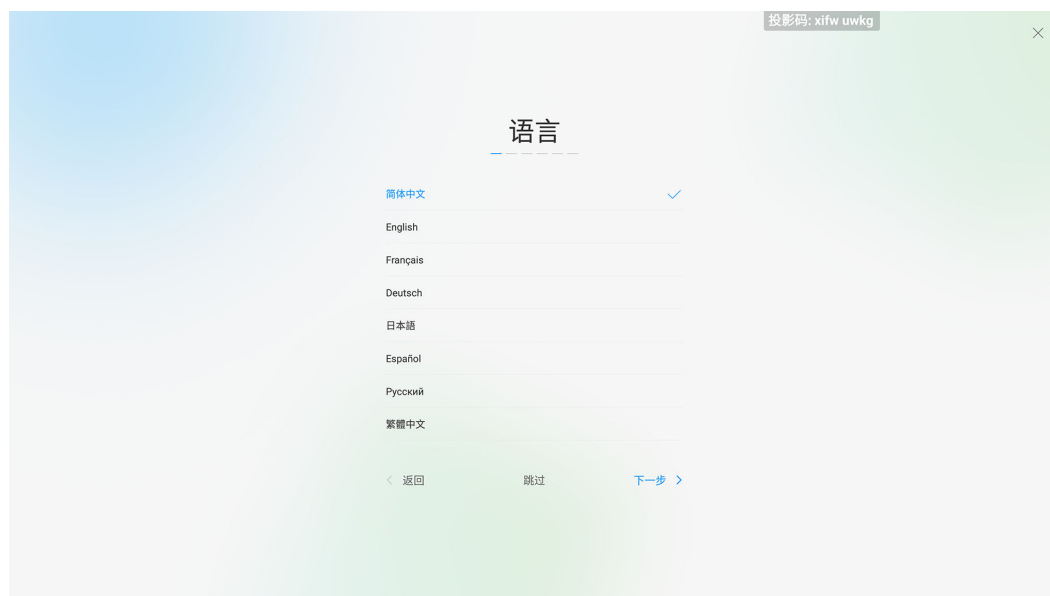 投影码: xifw uwkg
语言
简体中文
English
Français
Deutsch
日本語
Español
Русский
繁體中文
返回 跳过 下一步